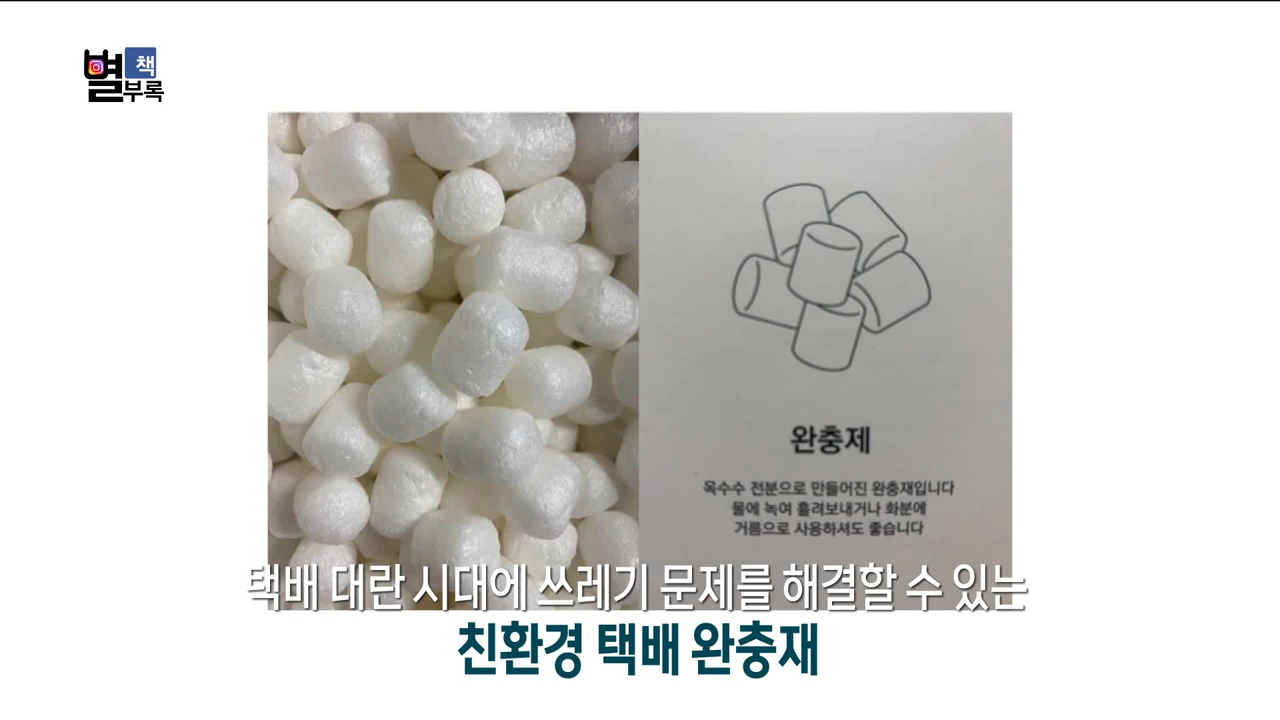 별책
부록
완충제
옥수수 전분으로 만들어진 완충재입니다
물에 녹여 흘려보내거나 화분에
거름으로 사용하셔도 좋습니다
택배 대란 시대에 쓰레기 문제를 해결할 수 있는
친환경 택배 완충재